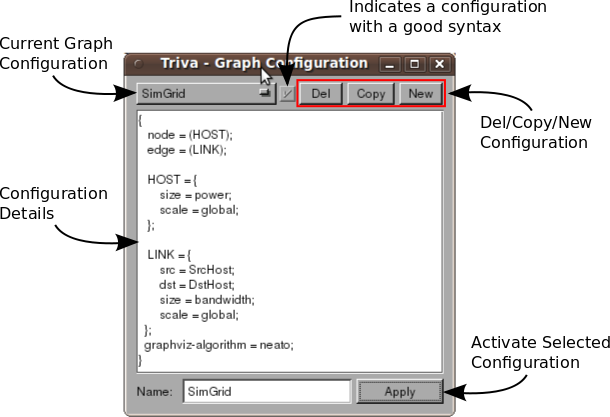 Indicates a configuration
with a good syntax
Current Graph
Configuration
Triva - Graph Configuration
SimGrid
Del
Copy
New
Del/Copy/New
Configuration
{
node = (HOST);
edge = (LINK);
HOST = {
size = power;
scale = global;
};
LINK = {
src = SrcHost;
dst = DstHost;
size = bandwidth;
scale = global;
};
graphviz-algorithm = neato;
}
Configuration
Details
Activate Selected
Configuration
Name:
SimGrid
Apply